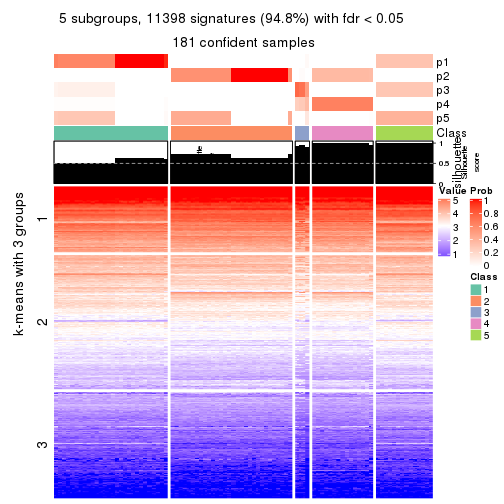 5 subgroups, 11398 signatures (94.8%) with fdr < 0.05
181 confident samples
p1
p2
p3
p4
p5
Class
1
0.5
0
silhouette
Silhouette
score
k-means with 3 groups
1
2
3
Value
5
4
3
2
1
Prob
1
0.8
0.6
0.4
0.2
0
Class
1
2
3
4
5